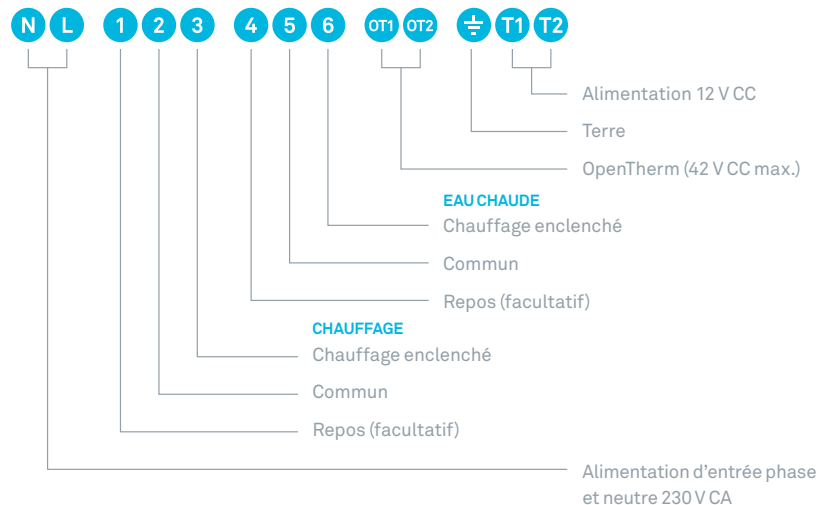 N L 1 2 3 4 5 6 OT1 OT2 T1 T2
Alimentation 12 V CC
Terre
OpenTherm (42 V CC max.)
EAU CHAUDE
Chauffage enclenché
Commun
Repos (facultatif)
CHAUFFAGE
Chauffage enclenché
Commun
Repos (facultatif)
Alimentation d’entrée phase
et neutre 230 V CA